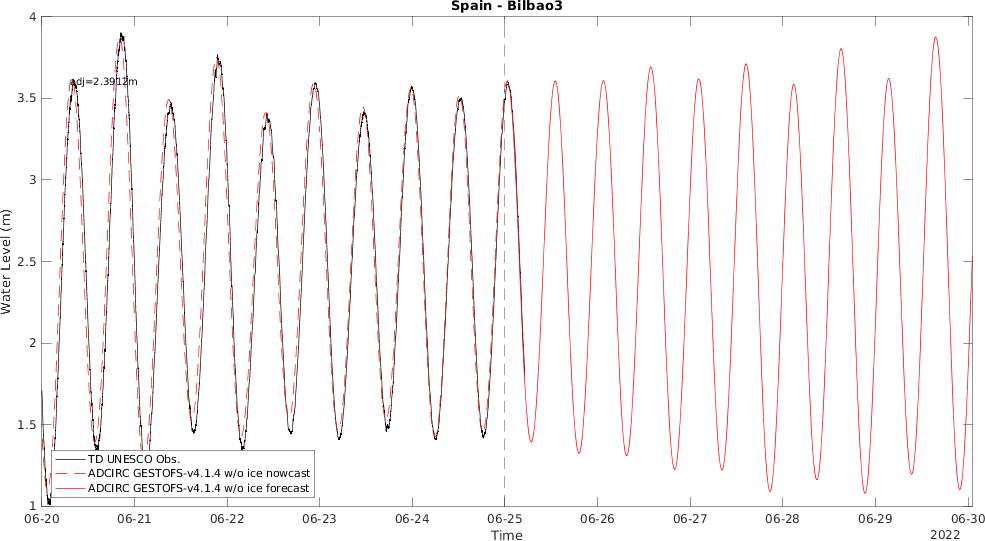 Spain - Bilbao3
4
3.5
3
2.5
2
1.5
1
Water Level (m)
adj=2.3912m
TD UNESCO Obs.
ADCIRC GESTOFS-v4.1.4 w/o ice nowcast
ADCIRC GESTOFS-v4.1.4 w/o ice forecast
06-20 06-21 06-22 06-23 06-24 06-25 06-26 06-27 06-28 06-29 06-30
Time
2022